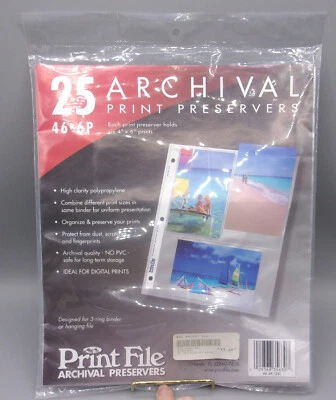 25 ARCHIVAL
PRINT PRESERVERS
46-6P
Each print preserver holds
six 4" x 6" prints
• High clarity polypropylene
• Combine different print sizes in
same binder for uniform presentation
• Organize & preserve your prints
• Protect from dust,
and fingerprints
• Archival quality - NO PVC -
safe for long term storage
• IDEAL FOR DIGITAL PRINTS
Designed for 3-ring binder
or hanging file
Print File
ARCHIVAL PRESERVERS